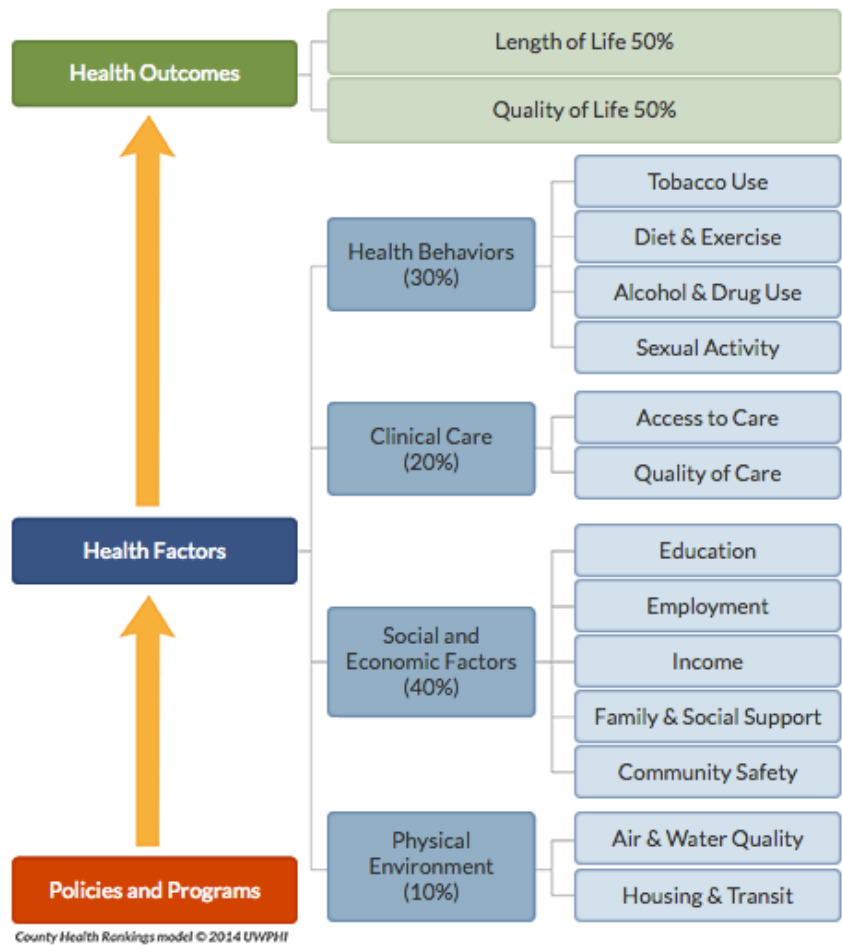 Health Outcomes
Length of Life 50%
Quality of Life 50%
Health Factors
Health Behaviors
(30%)
Tobacco Use
Diet & Exercise
Alcohol & Drug Use
Sexual Activity
Clinical Care
(20%)
Access to Care
Quality of Care
Social and
Economic Factors
(40%)
Education
Employment
Income
Family & Social Support
Community Safety
Physical
Environment
(10%)
Air & Water Quality
Housing & Transit
Policies and Programs
County Health Rankings model © 2014 UWPHI